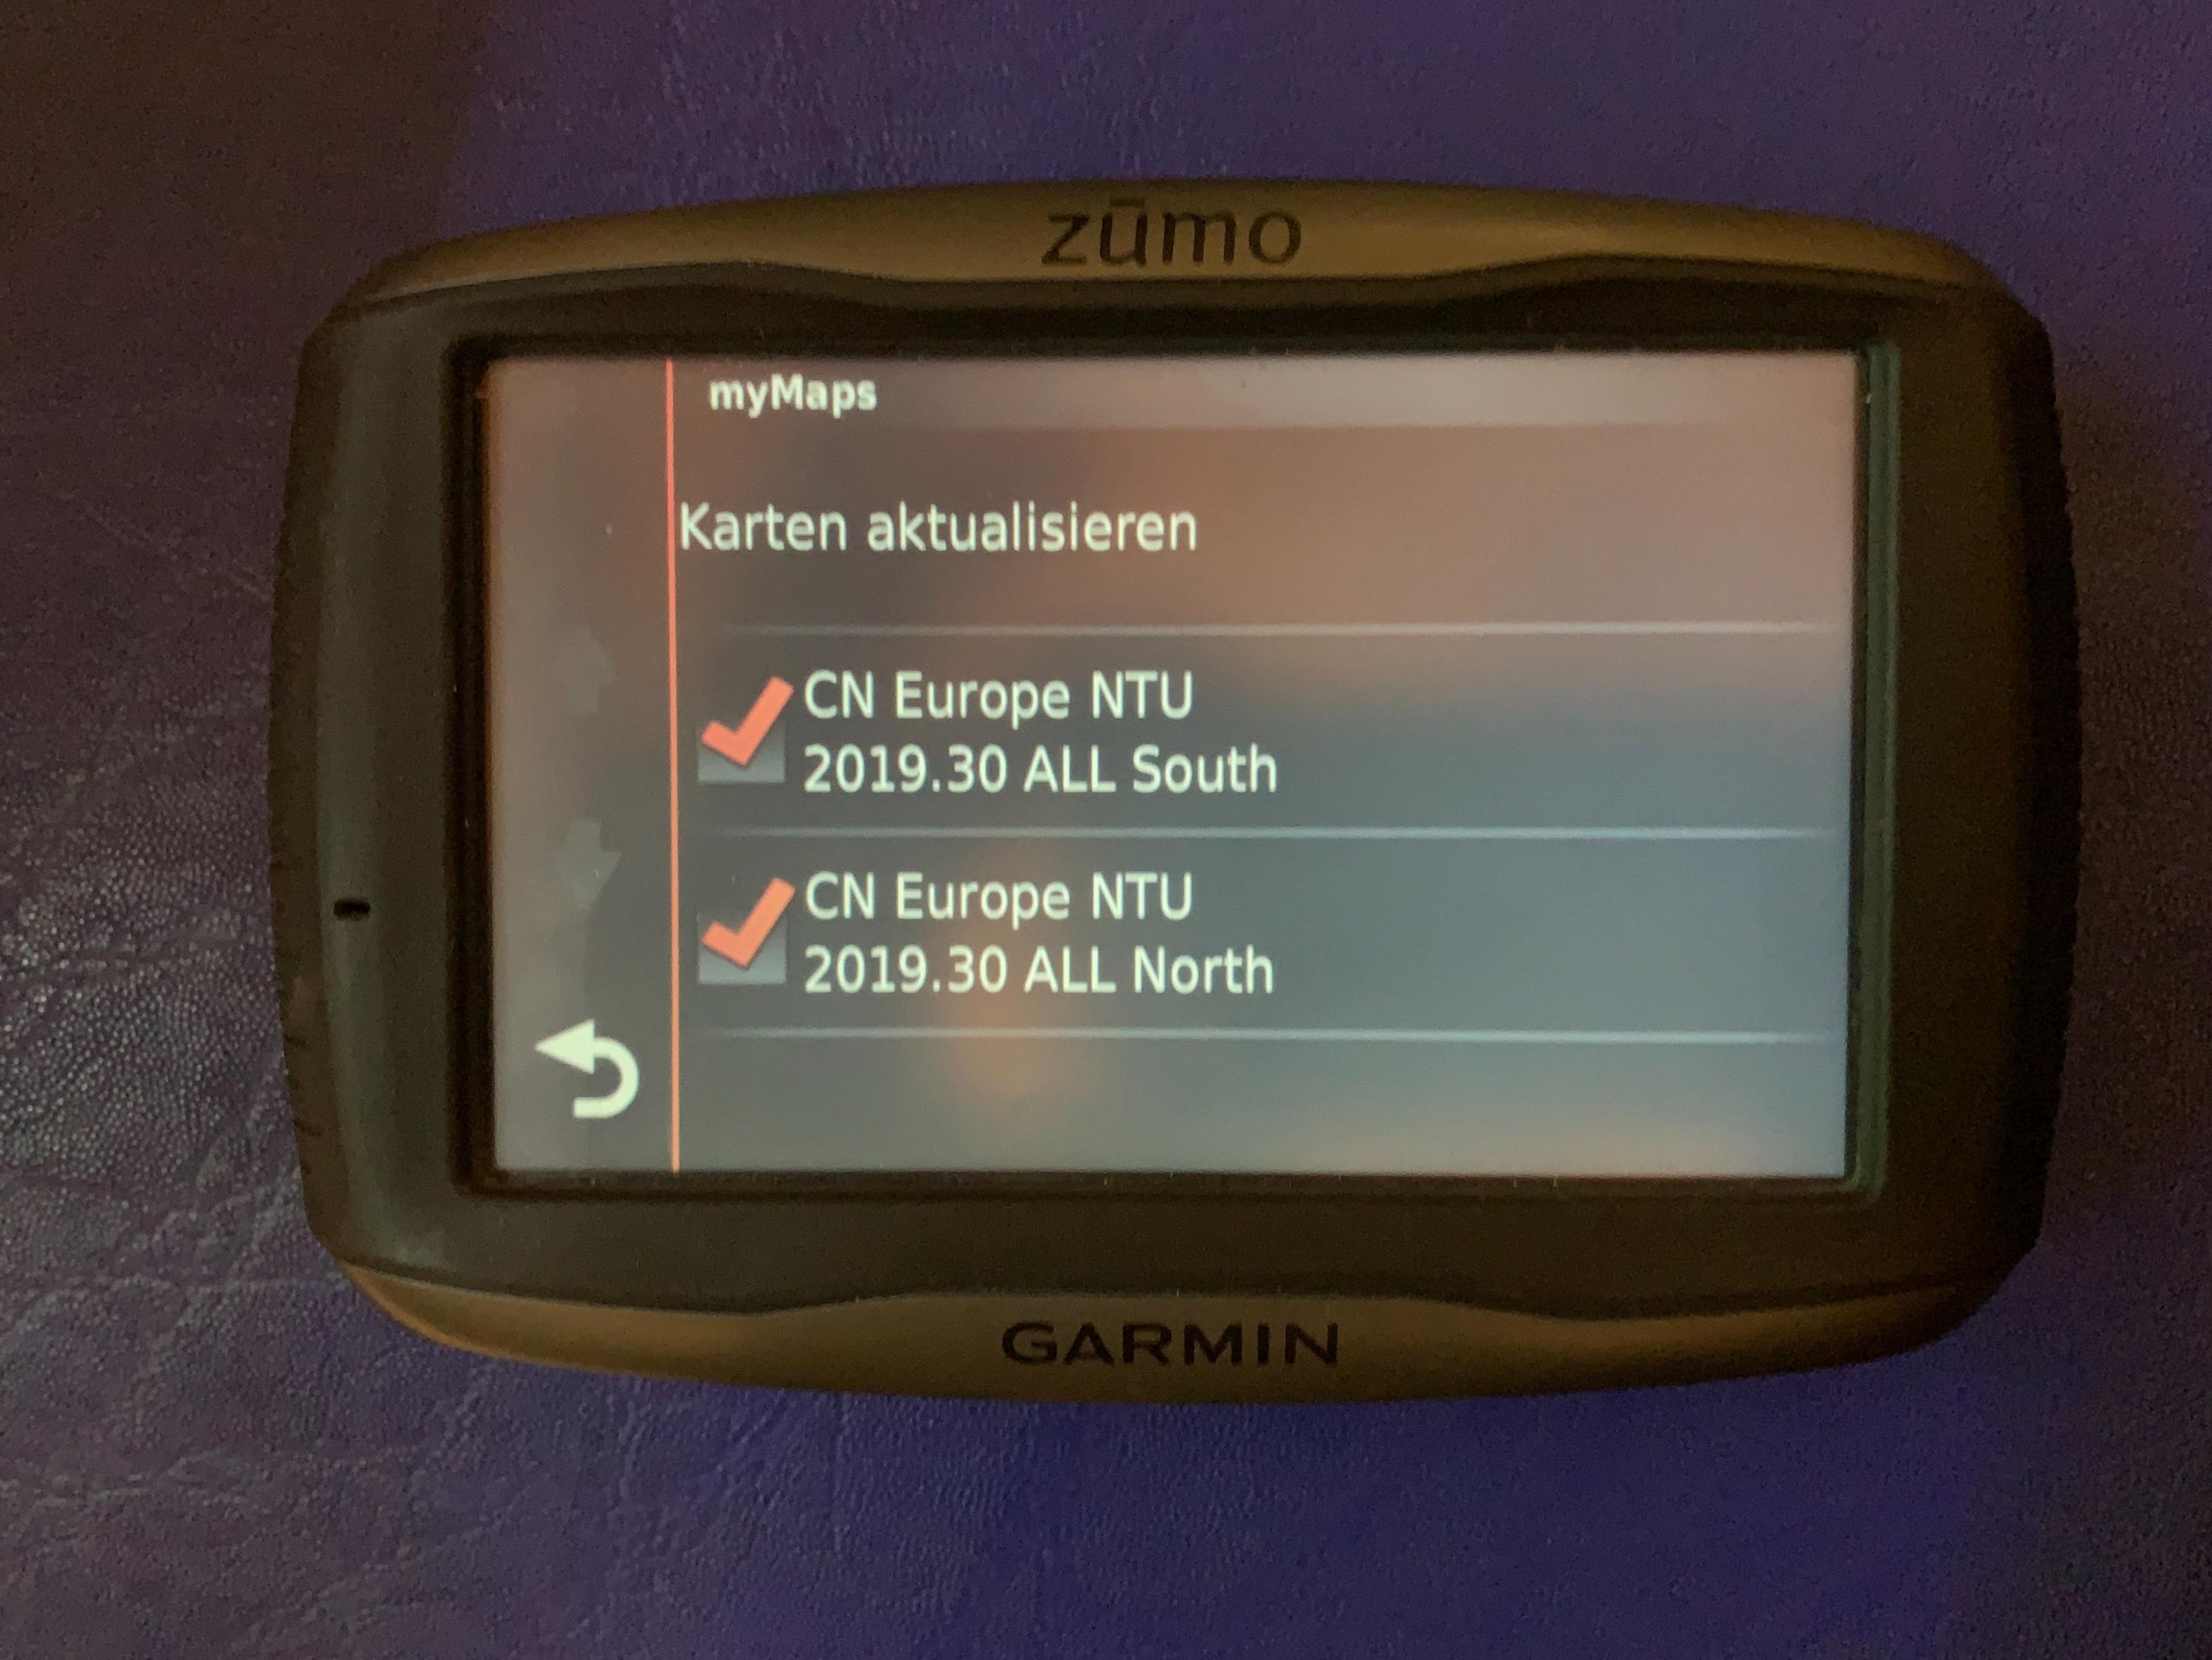 zūmo
myMaps
Karten aktualisieren
CN Europe NTU
2019.30 ALL South
CN Europe NTU
2019.30 ALL North
GARMIN